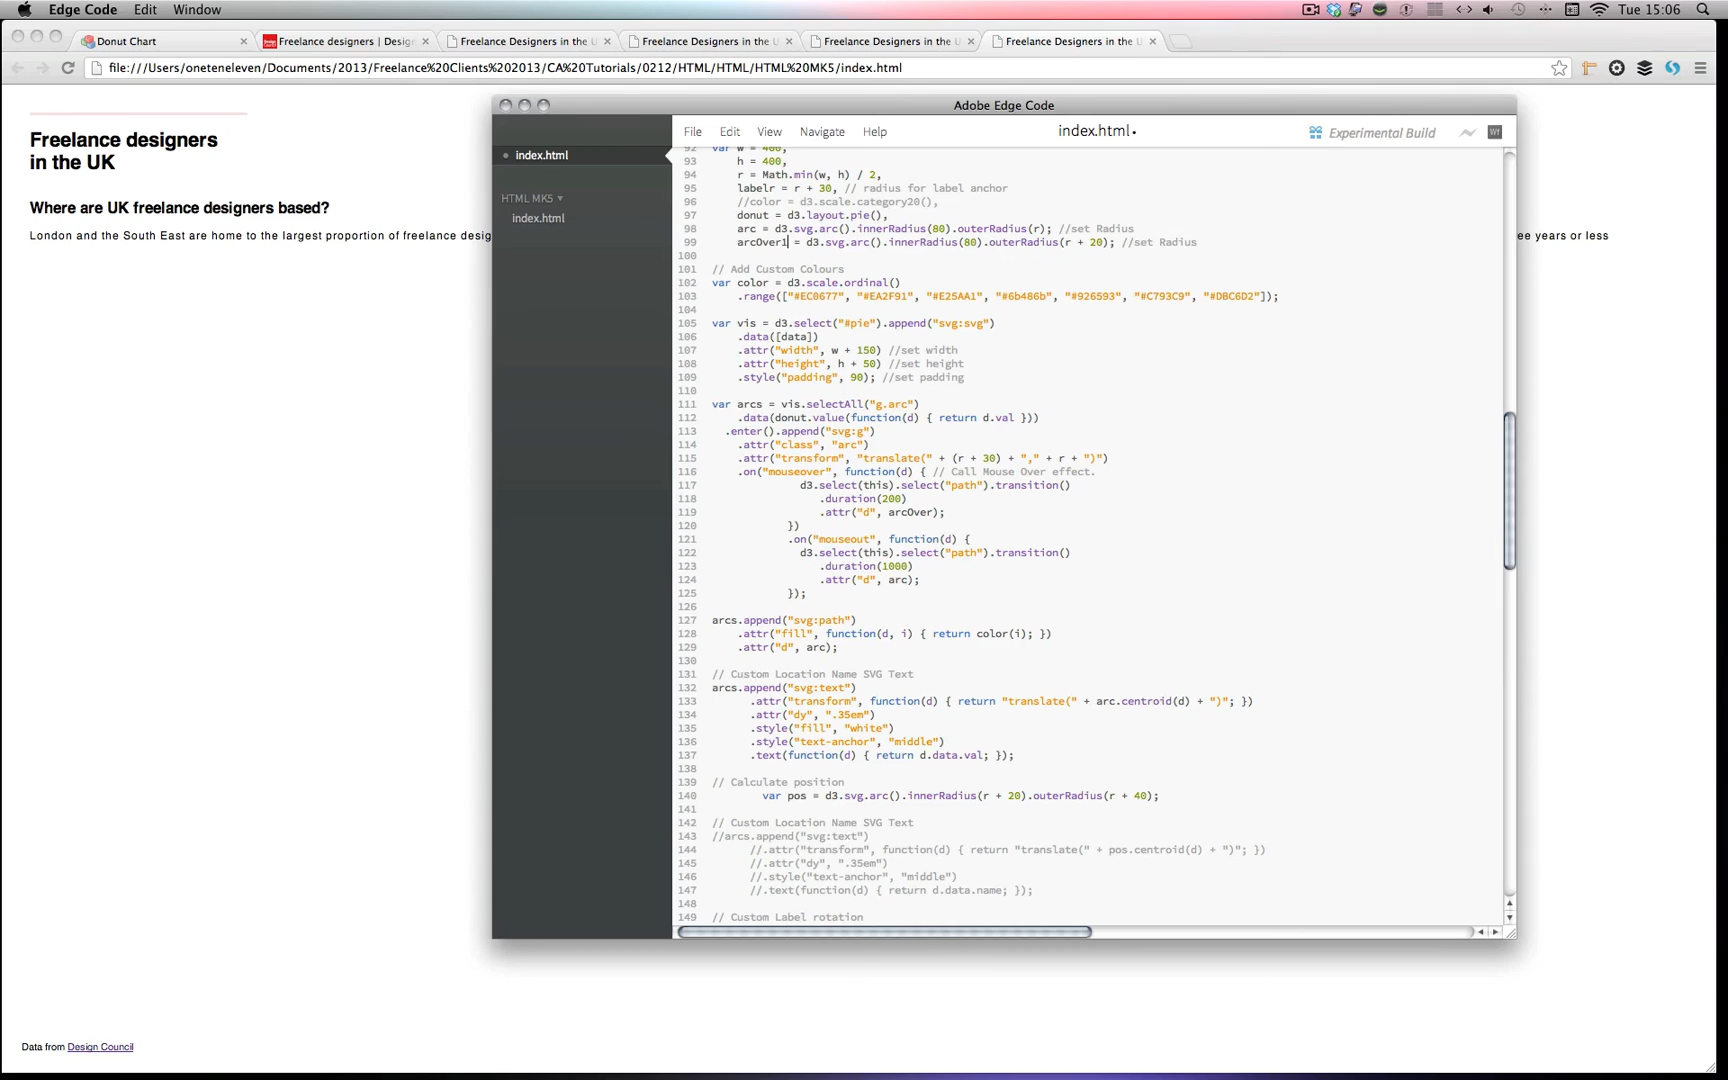 Edge Code Edit Window Tue 15:06
Donut Chart Freelance designers | Desig Freelance Designers in the U Freelance Designers in the U Freelance Designers in the U Freelance Designers in the U
file:///Users/oneteneleven/Documents/2013/Freelance%20Clients%202013/CA%20Tutorials/0212/HTML/HTML/HTML%20MK5/index.html
Freelance designers
in the UK
Where are UK freelance designers based?
London and the South East are home to the largest proportion of freelance desig
ee years or less
Data from Design Council
Adobe Edge Code
File Edit View Navigate Help index.html• Experimental Build Wf
index.html
HTML MK5
index.html
92 var w = 400,
93 h = 400,
94 r = Math.min(w, h) / 2,
95 labelr = r + 30, // radius for label anchor
96 //color = d3.scale.category20(),
97 donut = d3.layout.pie(),
98 arc = d3.svg.arc().innerRadius(80).outerRadius(r); //set Radius
99 arcOver1 = d3.svg.arc().innerRadius(80).outerRadius(r + 20); //set Radius
100
101 // Add Custom Colours
102 var color = d3.scale.ordinal()
103 .range(["#EC0677", "#EA2F91", "#E25AA1", "#6b486b", "#926593", "#C793C9", "#DBC6D2"]);
104
105 var vis = d3.select("#pie").append("svg:svg")
106 .data([data])
107 .attr("width", w + 150) //set width
108 .attr("height", h + 50) //set height
109 .style("padding", 90); //set padding
110
111 var arcs = vis.selectAll("g.arc")
112 .data(donut.value(function(d) { return d.val }))
113 .enter().append("svg:g")
114 .attr("class", "arc")
115 .attr("transform", "translate(" + (r + 30) + "," + r + ")")
116 .on("mouseover", function(d) { // Call Mouse Over effect.
117 d3.select(this).select("path").transition()
118 .duration(200)
119 .attr("d", arcOver);
120 })
121 .on("mouseout", function(d) {
122 d3.select(this).select("path").transition()
123 .duration(1000)
124 .attr("d", arc);
125 });
126
127 arcs.append("svg:path")
128 .attr("fill", function(d, i) { return color(i); })
129 .attr("d", arc);
130
131 // Custom Location Name SVG Text
132 arcs.append("svg:text")
133 .attr("transform", function(d) { return "translate(" + arc.centroid(d) + ")"; })
134 .attr("dy", ".35em")
135 .style("fill", "white")
136 .style("text-anchor", "middle")
137 .text(function(d) { return d.data.val; });
138
139 // Calculate position
140 var pos = d3.svg.arc().innerRadius(r + 20).outerRadius(r + 40);
141
142 // Custom Location Name SVG Text
143 //arcs.append("svg:text")
144 //.attr("transform", function(d) { return "translate(" + pos.centroid(d) + ")"; })
145 //.attr("dy", ".35em")
146 //.style("text-anchor", "middle")
147 //.text(function(d) { return d.data.name; });
148
149 // Custom Label rotation